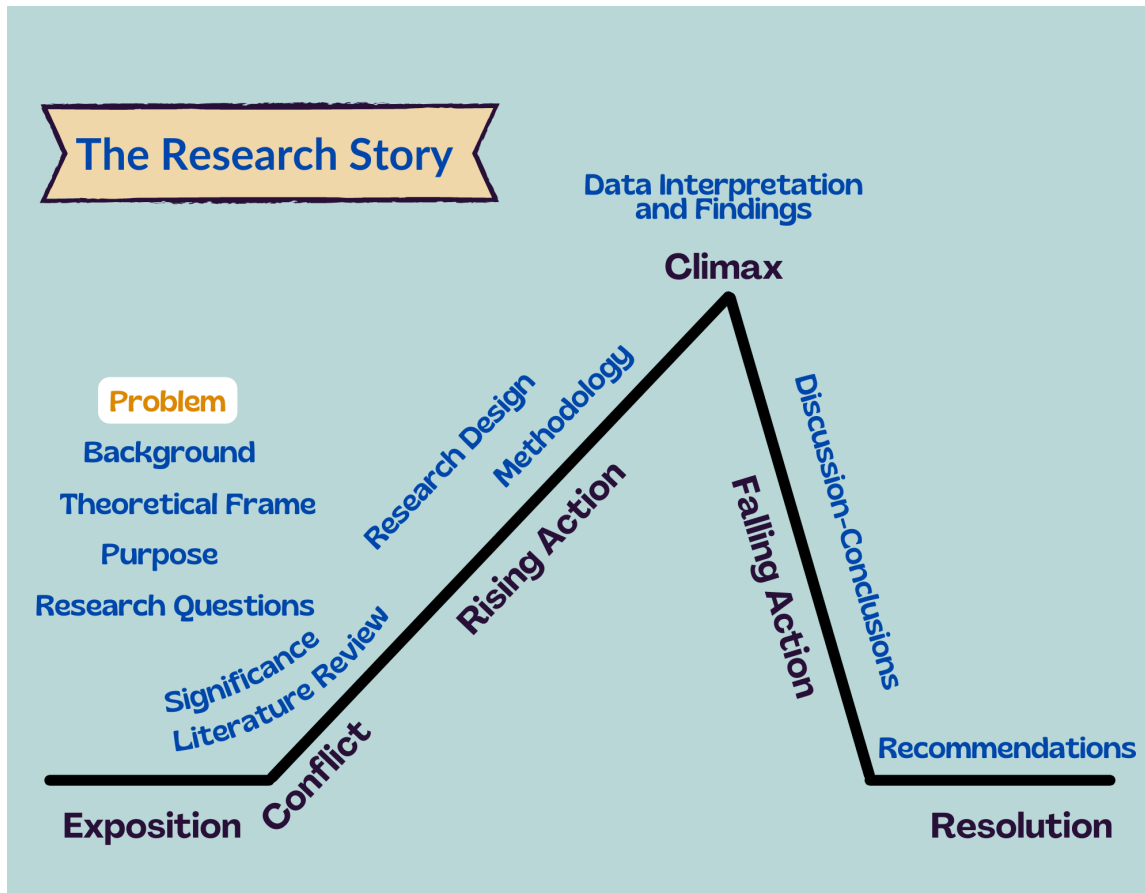 The Research Story
Data Interpretation
and Findings
Climax
Problem
Background
Theoretical Frame
Purpose
Research Questions
Significance
Literature Review
Research Design
Methodology
Rising Action
Falling Action
Discussion-Conclusions
Recommendations
Exposition
Conflict
Resolution